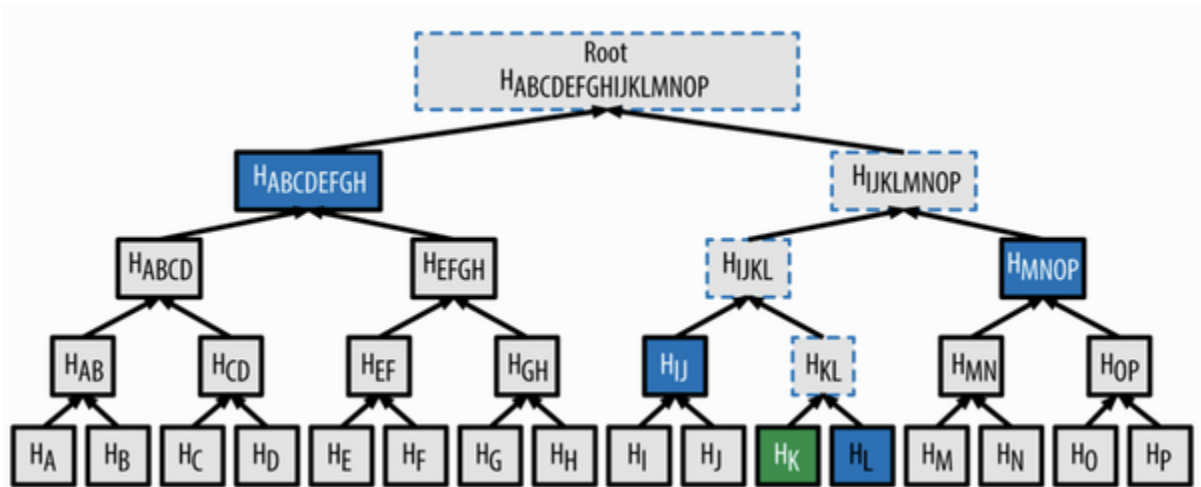 Root
HABCDEFGHIJKLMNOP
HABCDEFGH
HIJKLMNOP
HABCD
HEFGH
HIJKL
HMNOP
HAB
HCD
HEF
HGH
HIJ
HKL
HMN
HOP
HA
HB
HC
HD
HE
HF
HG
HH
HI
HJ
HK
HL
HM
HN
HO
HP